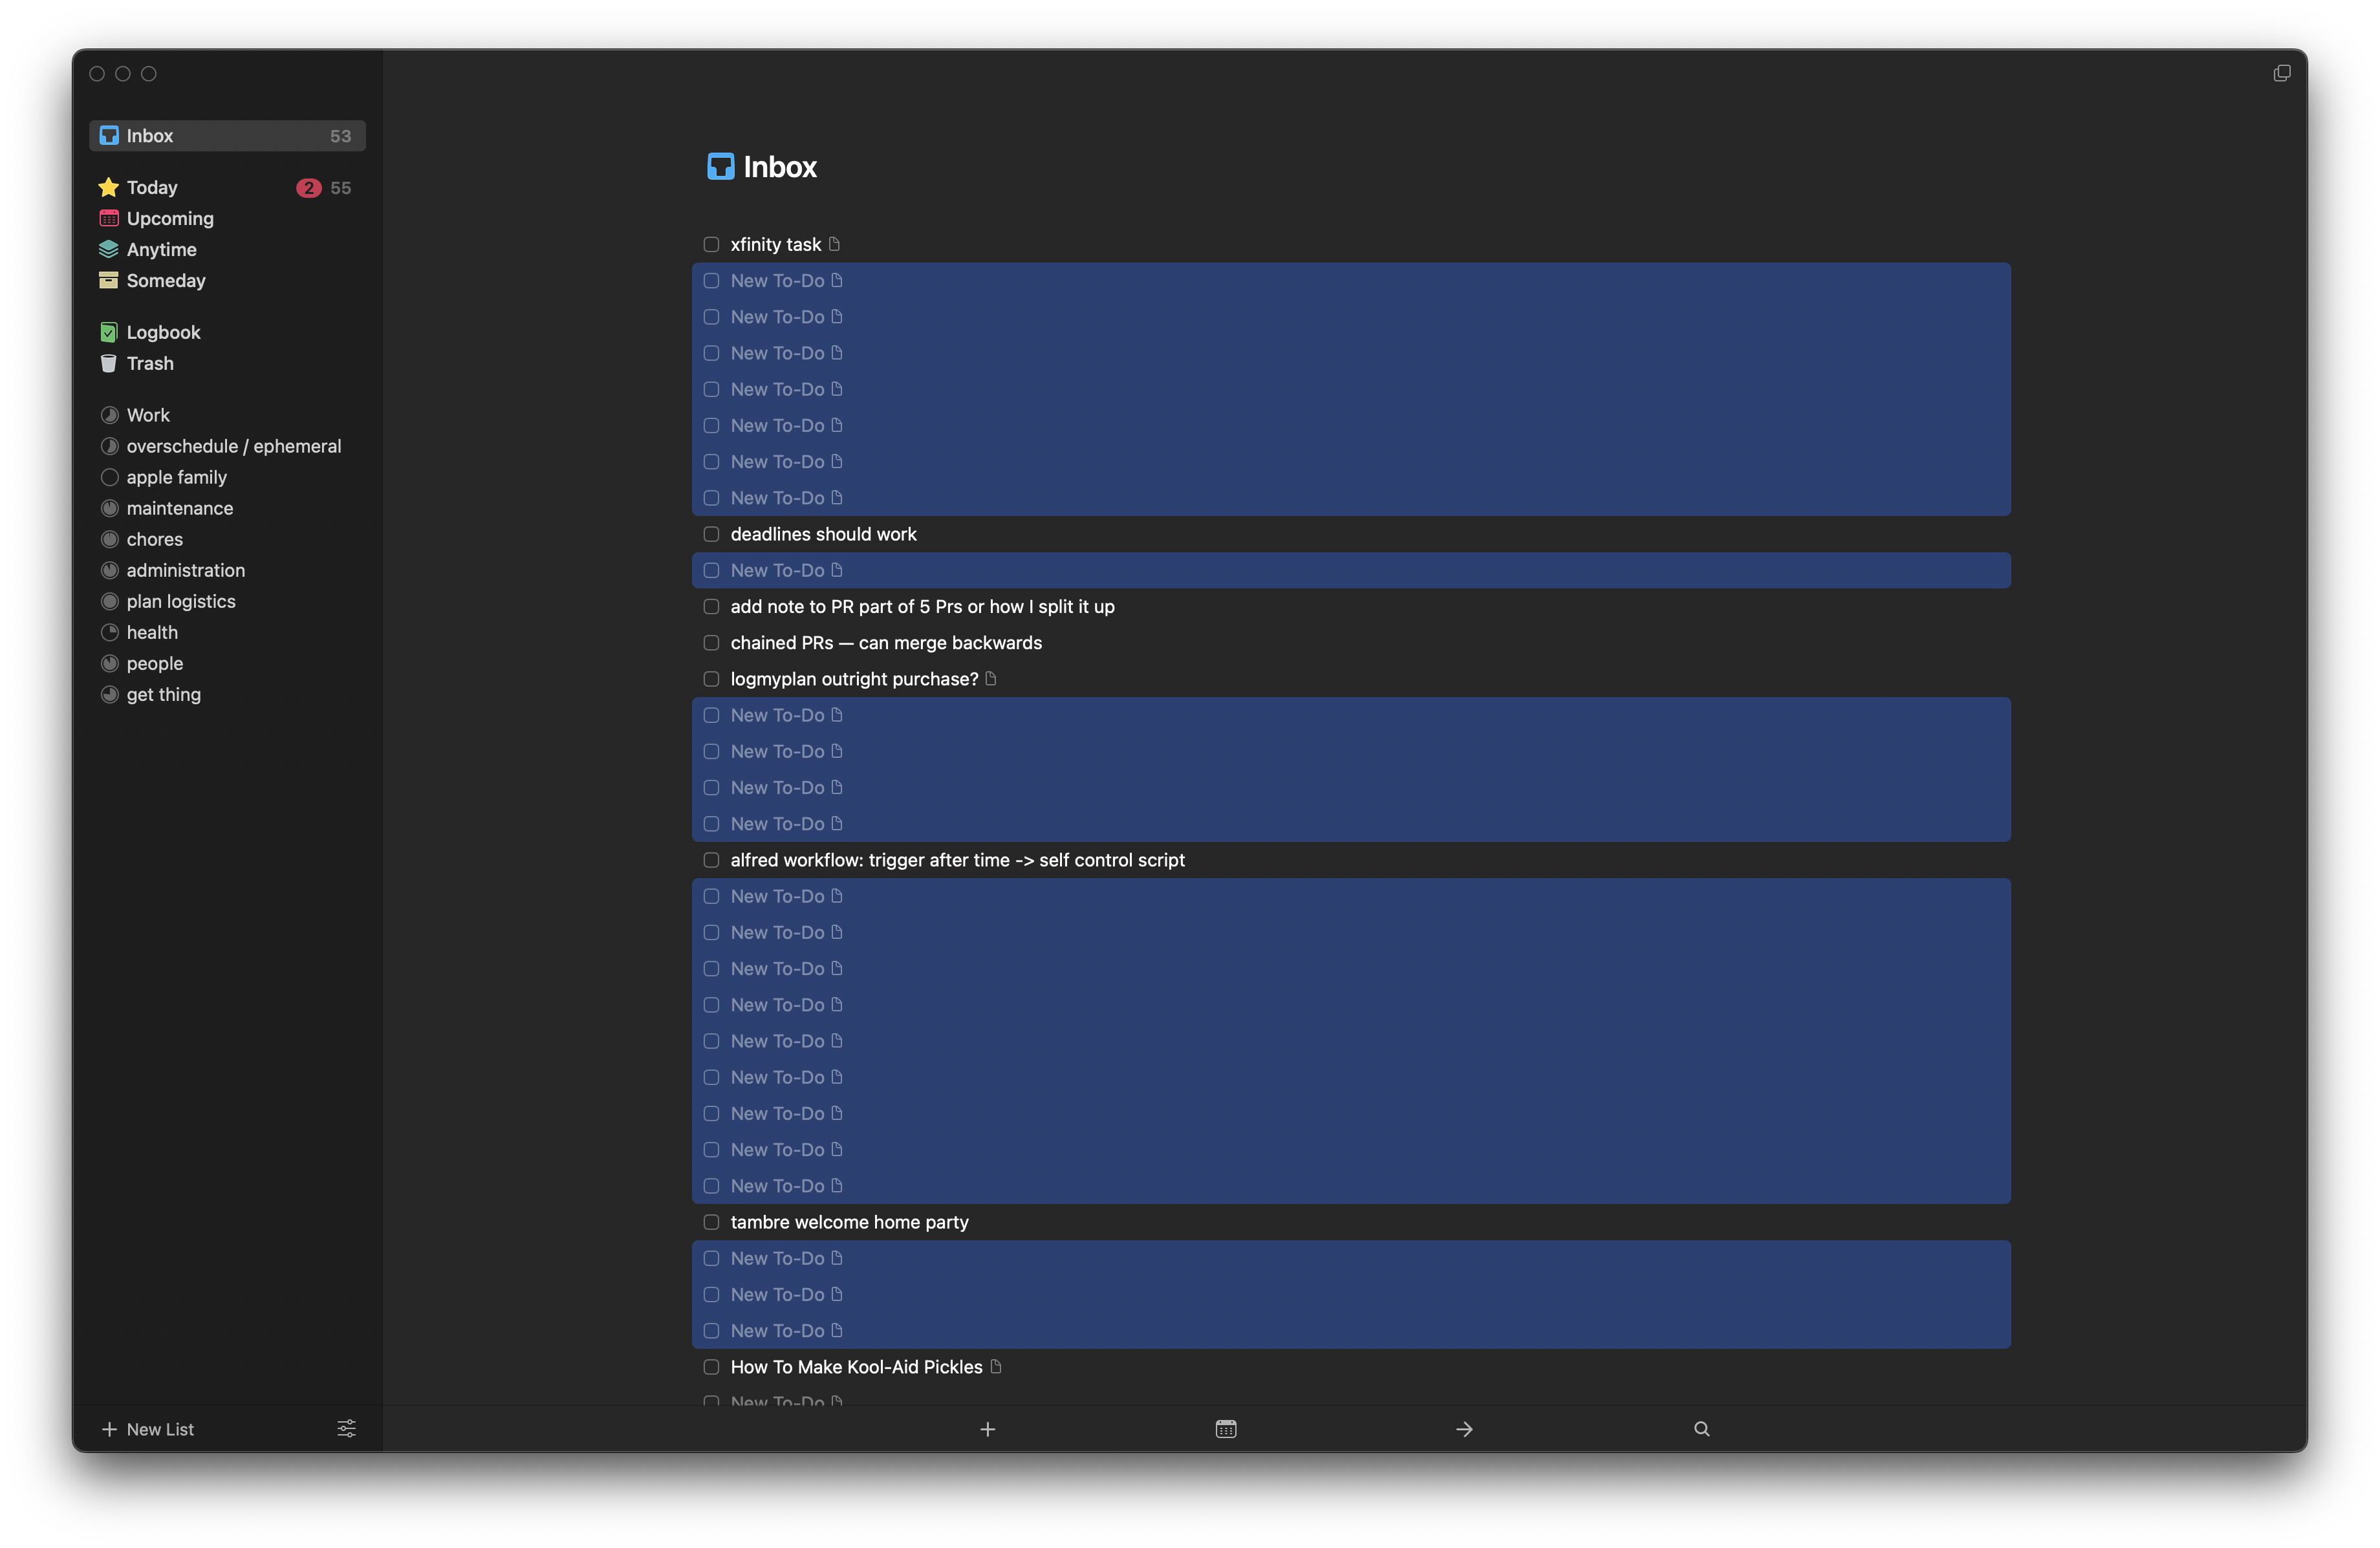 Inbox 53
Today 2 55
Upcoming
Anytime
Someday
Logbook
Trash
Work
overschedule / ephemeral
apple family
maintenance
chores
administration
plan logistics
health
people
get thing
New List
Inbox
xfinity task
New To-Do
New To-Do
New To-Do
New To-Do
New To-Do
New To-Do
New To-Do
deadlines should work
New To-Do
add note to PR part of 5 Prs or how I split it up
chained PRs — can merge backwards
logmyplan outright purchase?
New To-Do
New To-Do
New To-Do
New To-Do
alfred workflow: trigger after time -> self control script
New To-Do
New To-Do
New To-Do
New To-Do
New To-Do
New To-Do
New To-Do
New To-Do
New To-Do
tambre welcome home party
New To-Do
New To-Do
New To-Do
How To Make Kool-Aid Pickles
New To-Do